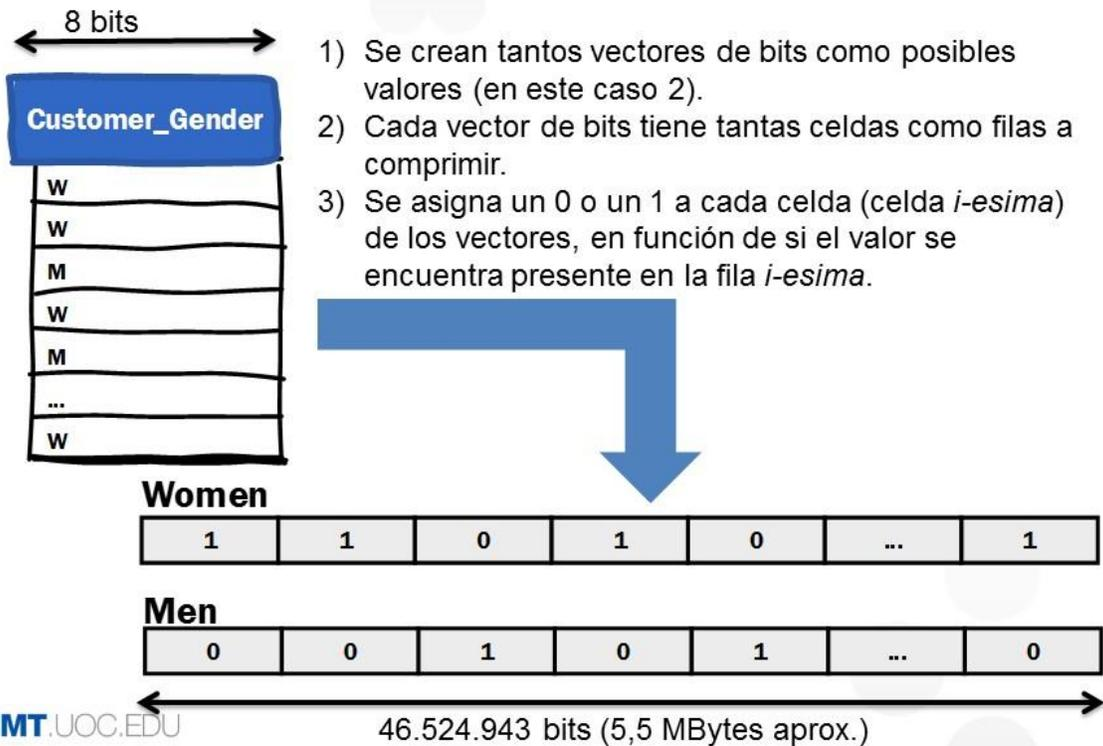 8 bits
Customer_Gender
W
W
M
W
M
...
W
1) Se crean tantos vectores de bits como posibles
valores (en este caso 2).
2) Cada vector de bits tiene tantas celdas como filas a
comprimir.
3) Se asigna un 0 o un 1 a cada celda (celda i-esima)
de los vectores, en función de si el valor se
encuentra presente en la fila i-esima.
Women
1 1 0 1 0 ... 1
Men
0 0 1 0 1 ... 0
MT.UOC.EDU
46.524.943 bits (5,5 MBytes aprox.)